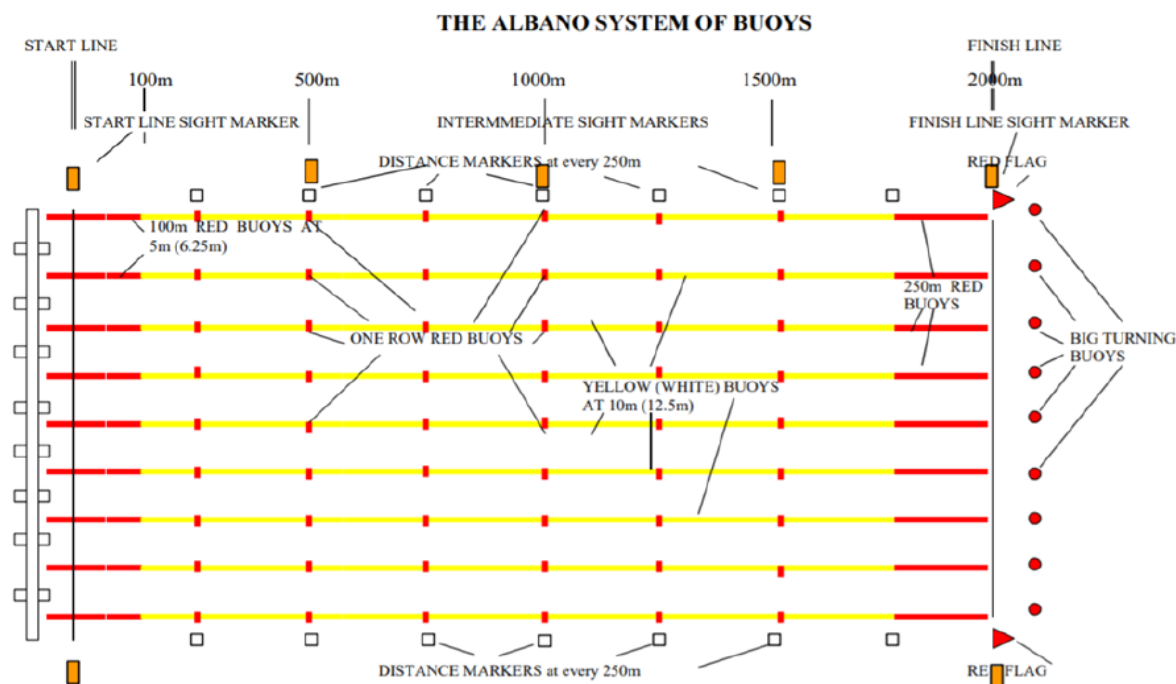 THE ALBANO SYSTEM OF BUOYS
START LINE
FINISH LINE
100m
500m
1000m
1500m
2000m
START LINE SIGHT MARKER
INTERMMEDIATE SIGHT MARKERS
FINISH LINE SIGHT MARKER
DISTANCE MARKERS at every 250m
RED FLAG
100m RED BUOYS AT
5m (6.25m)
250m RED
BUOYS
ONE ROW RED BUOYS
BIG TURNING
BUOYS
YELLOW (WHITE) BUOYS
AT 10m (12.5m)
DISTANCE MARKERS at every 250m
RED FLAG